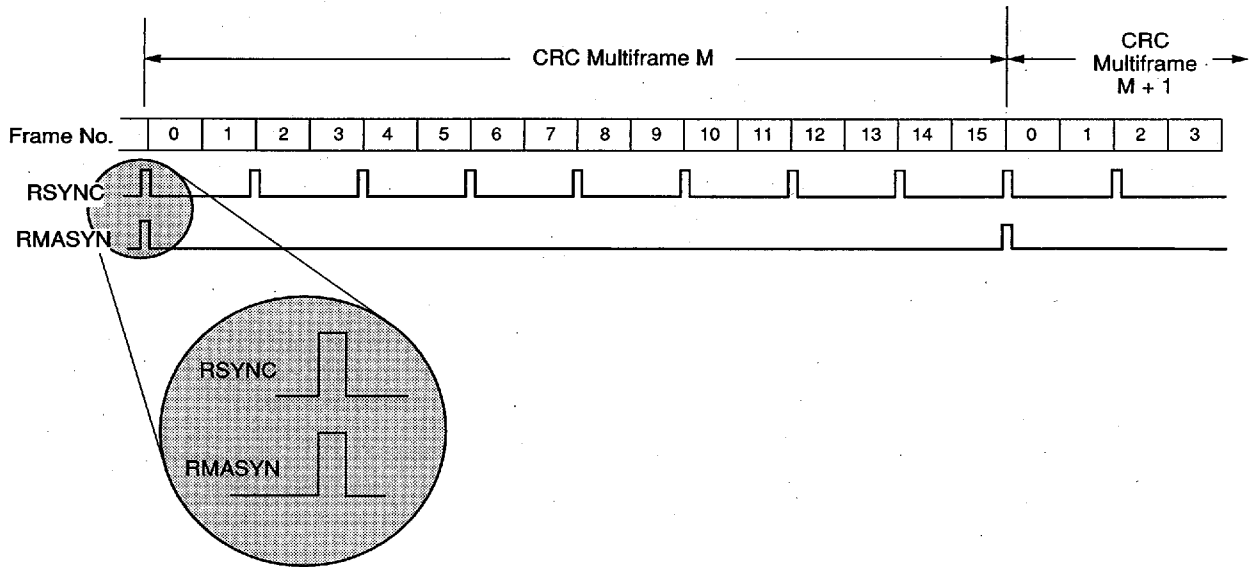 CRC Multiframe M
CRC
Multiframe
M + 1
Frame No. 0 1 2 3 4 5 6 7 8 9 10 11 12 13 14 15 0 1 2 3
RSYNC
RMASYN
RSYNC
RMASYN